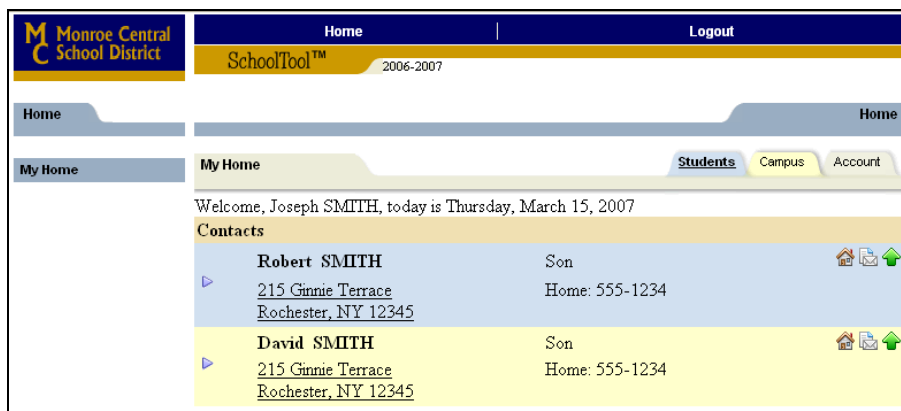 Monroe Central
School District
MC
Home
Logout
SchoolTool™
2006-2007
Home
Home
My Home
My Home
Students
Campus
Account
Welcome, Joseph SMITH, today is Thursday, March 15, 2007
Contacts
Robert SMITH
Son
215 Ginnie Terrace
Home: 555-1234
Rochester, NY 12345
David SMITH
Son
215 Ginnie Terrace
Home: 555-1234
Rochester, NY 12345